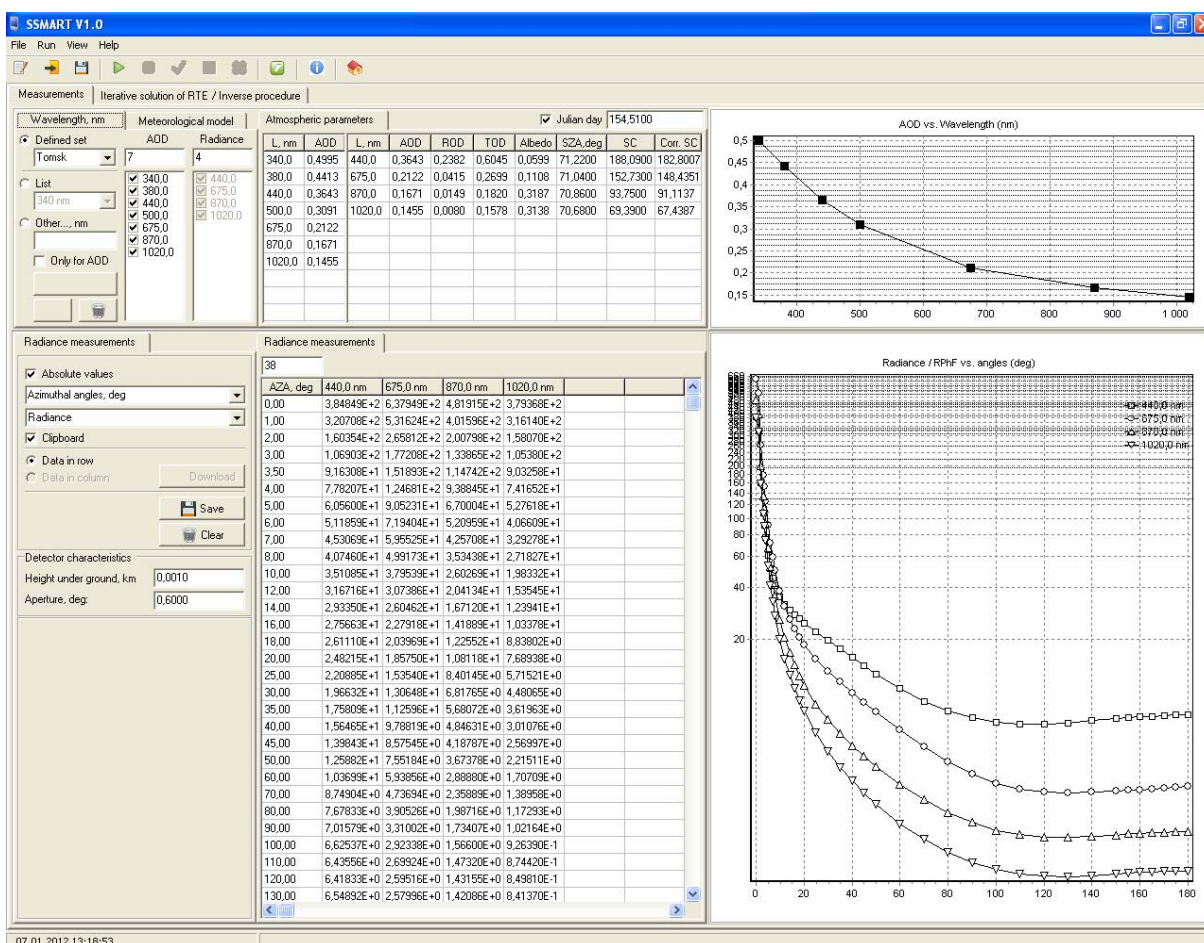 SSMART V1.0
File Run View Help
Measurements Iterative solution of RTE / Inverse procedure
Wavelength, nm Meteorological model
Defined set AOD Radiance
Tomsk 7 4
List
340 nm
Other..., nm
Only for AOD
340,0 440,0
380,0 675,0
440,0 870,0
500,0 1020,0
675,0
870,0
1020,0
Atmospheric parameters Julian day 154,5100
L, nm AOD L, nm AOD ROD TOD Albedo SZA,deg SC Corr. SC
340,0 0,4995 440,0 0,3643 0,2382 0,6045 0,0599 71,2200 188,0900 182,8007
380,0 0,4413 675,0 0,2122 0,0415 0,2699 0,1108 71,0400 152,7300 148,4351
440,0 0,3643 870,0 0,1671 0,0149 0,1820 0,3187 70,8600 93,7500 91,1137
500,0 0,3091 1020,0 0,1455 0,0080 0,1578 0,3138 70,6800 69,3900 67,4387
675,0 0,2122
870,0 0,1671
1020,0 0,1455
AOD vs. Wavelength (nm)
0,5
0,45
0,4
0,35
0,3
0,25
0,2
0,15
400 500 600 700 800 900 1 000
Radiance measurements
Absolute values
Azimuthal angles, deg
Radiance
Clipboard
Data in row
Data in column Download
Save
Clear
Detector characteristics
Height under ground, km 0,0010
Aperture, deg: 0,6000
Radiance measurements
38
AZA, deg 440,0 nm 675,0 nm 870,0 nm 1020,0 nm
0,00 3,84849E+2 6,37949E+2 4,81915E+2 3,79368E+2
1,00 3,20708E+2 5,31624E+2 4,01596E+2 3,16140E+2
2,00 1,60354E+2 2,65812E+2 2,00798E+2 1,58070E+2
3,00 1,06903E+2 1,77208E+2 1,33865E+2 1,05380E+2
3,50 9,16308E+1 1,51893E+2 1,14742E+2 9,03258E+1
4,00 7,78207E+1 1,24681E+2 9,38845E+1 7,41652E+1
5,00 6,05600E+1 9,05231E+1 6,70004E+1 5,27618E+1
6,00 5,11859E+1 7,19404E+1 5,20959E+1 4,06609E+1
7,00 4,53069E+1 5,95525E+1 4,25708E+1 3,29278E+1
8,00 4,07460E+1 4,99173E+1 3,53438E+1 2,71827E+1
10,00 3,51085E+1 3,79539E+1 2,60269E+1 1,98332E+1
12,00 3,16716E+1 3,07386E+1 2,04134E+1 1,53545E+1
14,00 2,93350E+1 2,60462E+1 1,67120E+1 1,23941E+1
16,00 2,75663E+1 2,27918E+1 1,41889E+1 1,03378E+1
18,00 2,61110E+1 2,03969E+1 1,22552E+1 8,83802E+0
20,00 2,48215E+1 1,85750E+1 1,08118E+1 7,68938E+0
25,00 2,20885E+1 1,53540E+1 8,40145E+0 5,71521E+0
30,00 1,96632E+1 1,30648E+1 6,81765E+0 4,48065E+0
35,00 1,75809E+1 1,12596E+1 5,68072E+0 3,61963E+0
40,00 1,56465E+1 9,78819E+0 4,84631E+0 3,01076E+0
45,00 1,39843E+1 8,57545E+0 4,18787E+0 2,56997E+0
50,00 1,25882E+1 7,55184E+0 3,67378E+0 2,21511E+0
60,00 1,03699E+1 5,93856E+0 2,88880E+0 1,70709E+0
70,00 8,74904E+0 4,73694E+0 2,35889E+0 1,38958E+0
80,00 7,67833E+0 3,90526E+0 1,98716E+0 1,17293E+0
90,00 7,01579E+0 3,31002E+0 1,73407E+0 1,02164E+0
100,00 6,62537E+0 2,92338E+0 1,56600E+0 9,26390E-1
110,00 6,43556E+0 2,69924E+0 1,47320E+0 8,74420E-1
120,00 6,41833E+0 2,59516E+0 1,43155E+0 8,49810E-1
130,00 6,54892E+0 2,57996E+0 1,42086E+0 8,41370E-1
Radiance / RPhF vs. angles (deg)
440,0 nm
675,0 nm
870,0 nm
1020,0 nm
180
160
140
120
100
80
60
40
20
0 20 40 60 80 100 120 140 160 180
07.01.2012 13:18:53